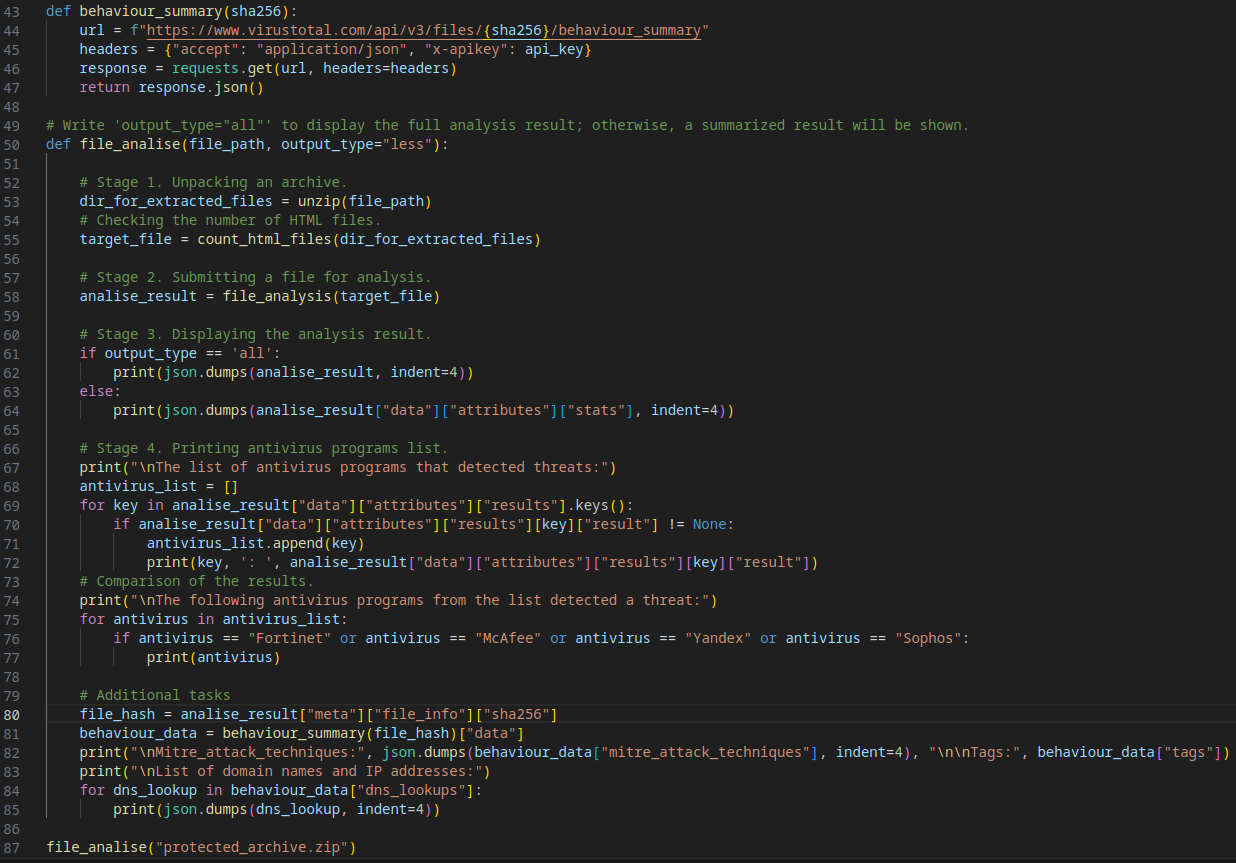 43 def behaviour_summary(sha256):
44     url = f"https://www.virustotal.com/api/v3/files/{sha256}/behaviour_summary"
45     headers = {"accept": "application/json", "x-apikey": api_key}
46     response = requests.get(url, headers=headers)
47     return response.json()
48
49 # Write 'output_type="all"' to display the full analysis result; otherwise, a summarized result will be shown.
50 def file_analise(file_path, output_type="less"):
51
52     # Stage 1. Unpacking an archive.
53     dir_for_extracted_files = unzip(file_path)
54     # Checking the number of HTML files.
55     target_file = count_html_files(dir_for_extracted_files)
56
57     # Stage 2. Submitting a file for analysis.
58     analise_result = file_analysis(target_file)
59
60     # Stage 3. Displaying the analysis result.
61     if output_type == 'all':
62         print(json.dumps(analise_result, indent=4))
63     else:
64         print(json.dumps(analise_result["data"]["attributes"]["stats"], indent=4))
65
66     # Stage 4. Printing antivirus programs list.
67     print("\nThe list of antivirus programs that detected threats:")
68     antivirus_list = []
69     for key in analise_result["data"]["attributes"]["results"].keys():
70         if analise_result["data"]["attributes"]["results"][key]["result"] != None:
71             antivirus_list.append(key)
72             print(key, ': ', analise_result["data"]["attributes"]["results"][key]["result"])
73     # Comparison of the results.
74     print("\nThe following antivirus programs from the list detected a threat:")
75     for antivirus in antivirus_list:
76         if antivirus == "Fortinet" or antivirus == "McAfee" or antivirus == "Yandex" or antivirus == "Sophos":
77             print(antivirus)
78
79     # Additional tasks
80     file_hash = analise_result["meta"]["file_info"]["sha256"]
81     behaviour_data = behaviour_summary(file_hash)["data"]
82     print("\nMitre_attack_techniques:", json.dumps(behaviour_data["mitre_attack_techniques"], indent=4), "\n\nTags:", behaviour_data["tags"])
83     print("\nList of domain names and IP addresses:")
84     for dns_lookup in behaviour_data["dns_lookups"]:
85         print(json.dumps(dns_lookup, indent=4))
86
87 file_analise("protected_archive.zip")